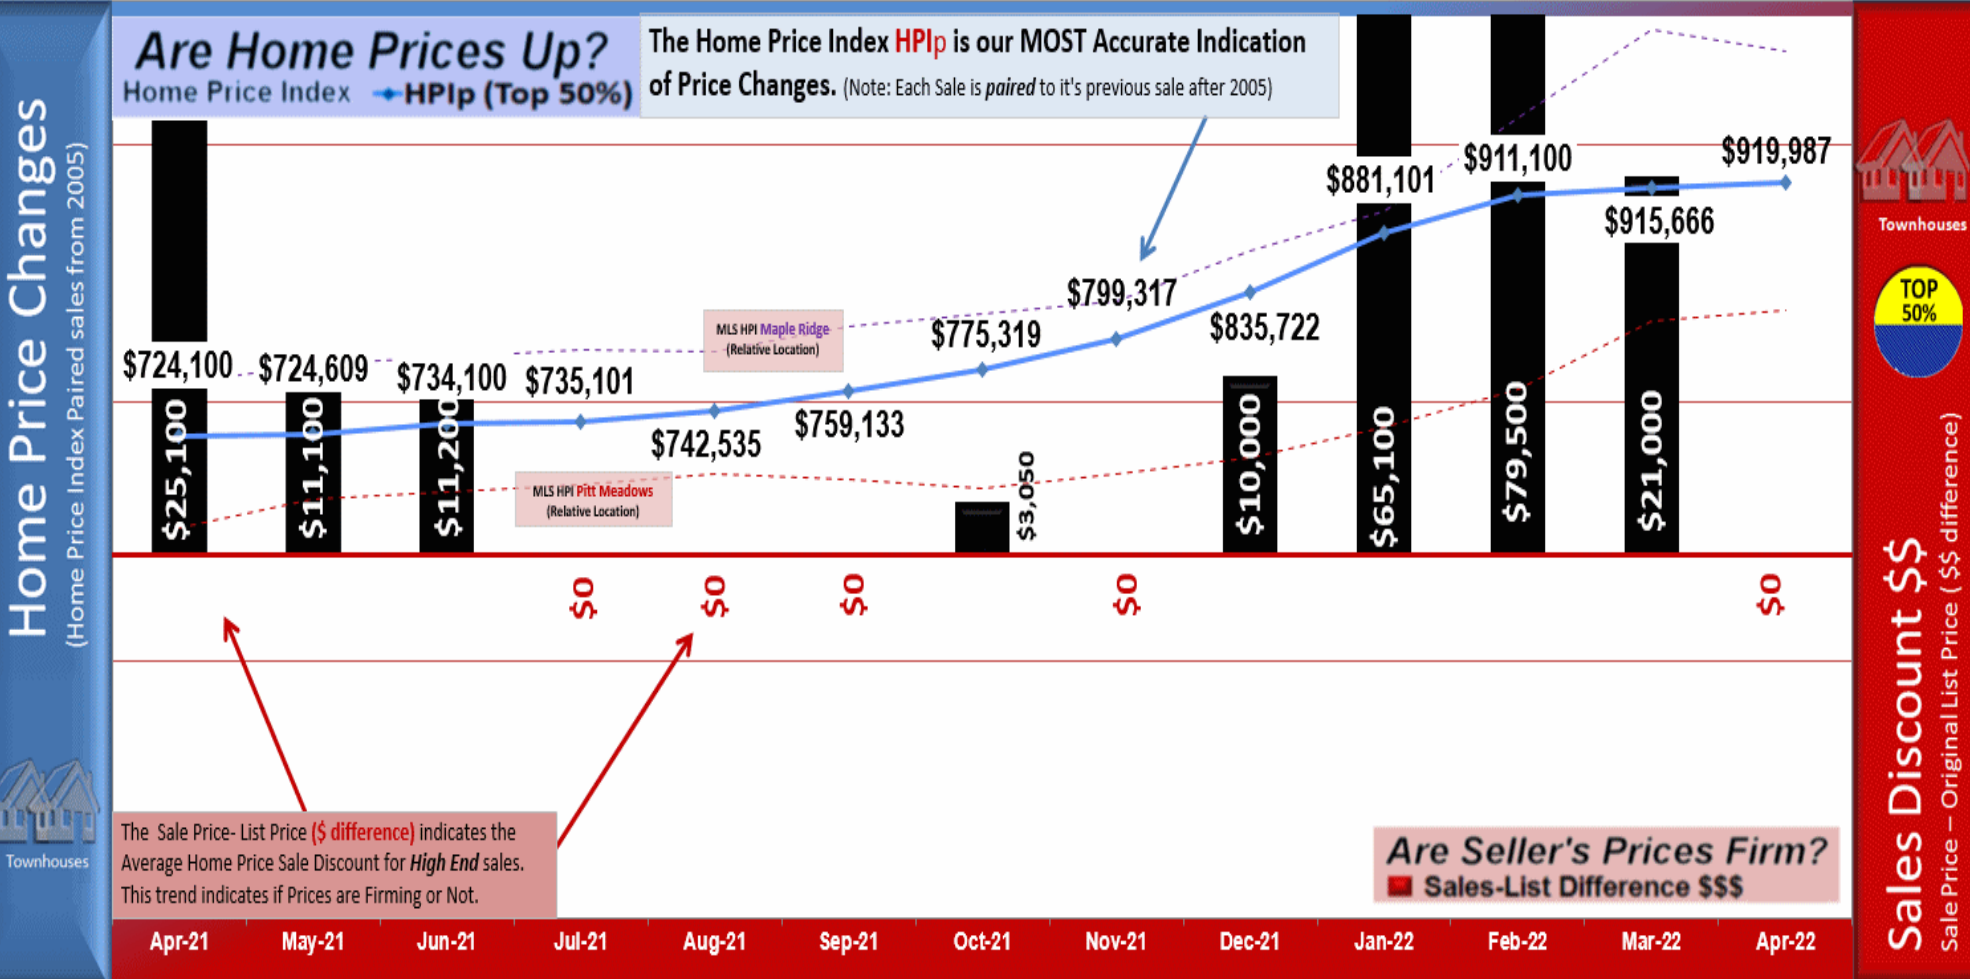 Home Price Changes
(Home Price Index Paired sales from 2005)
Townhouses
Are Home Prices Up?
Home Price Index HPIp (Top 50%)
The Home Price Index HPIp is our MOST Accurate Indication
of Price Changes. (Note: Each Sale is paired to it's previous sale after 2005)
$724,100
$724,609
$734,100
$735,101
$742,535
$759,133
$775,319
$799,317
$835,722
$881,101
$911,100
$915,666
$919,987
MLS HPI Maple Ridge
(Relative Location)
MLS HPI Pitt Meadows
(Relative Location)
$25,100
$11,100
$11,200
$0
$0
$0
$3,050
$0
$10,000
$65,100
$79,500
$21,000
$0
The Sale Price- List Price ($ difference) indicates the
Average Home Price Sale Discount for High End sales.
This trend indicates if Prices are Firming or Not.
Are Seller's Prices Firm?
Sales-List Difference $$$
Apr-21
May-21
Jun-21
Jul-21
Aug-21
Sep-21
Oct-21
Nov-21
Dec-21
Jan-22
Feb-22
Mar-22
Apr-22
Townhouses
TOP
50%
Sales Discount $$
Sale Price – Original List Price ( $$ difference)